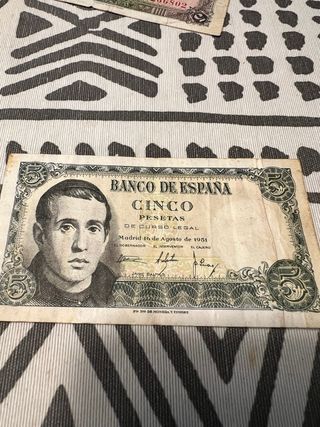 BANCO DE ESPAÑA
CINCO
PESETAS
DE CURSO LEGAL
Madrid 16 de Agosto de 1951
EL GOBERNADOR EL INTERVENTOR EL CAJERO
5
5
5
JAIME BALMES